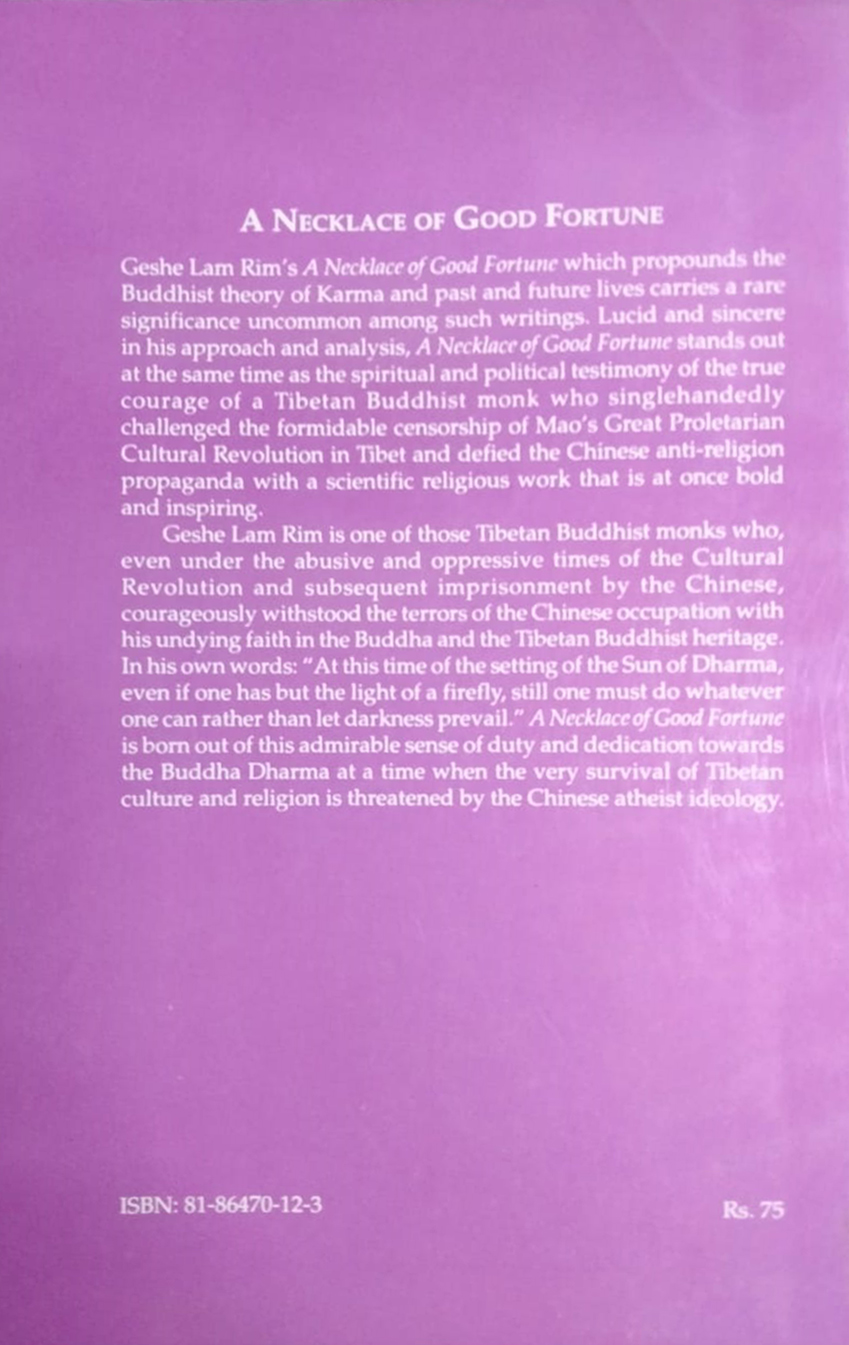 A NECKLACE OF GOOD FORTUNE
Geshe Lam Rim's A Necklace of Good Fortune which propounds the
Buddhist theory of Karma and past and future lives carries a rare
significance uncommon among such writings. Lucid and sincere
in his approach and analysis, A Necklace of Good Fortune stands out
at the same time as the spiritual and political testimony of the true
courage of a Tibetan Buddhist monk who singlehandedly
challenged the formidable censorship of Mao's Great Proletarian
Cultural Revolution in Tibet and defied the Chinese anti-religion
propaganda with a scientific religious work that is at once bold
and inspiring.
Geshe Lam Rim is one of those Tibetan Buddhist monks who,
even under the abusive and oppressive times of the Cultural
Revolution and subsequent imprisonment by the Chinese,
courageously withstood the terrors of the Chinese occupation with
his undying faith in the Buddha and the Tibetan Buddhist heritage.
In his own words: "At this time of the setting of the Sun of Dharma,
even if one has but the light of a firefly, still one must do whatever
one can rather than let darkness prevail." A Necklace of Good Fortune
is born out of this admirable sense of duty and dedication towards
the Buddha Dharma at a time when the very survival of Tibetan
culture and religion is threatened by the Chinese atheist ideology.
ISBN: 81-86470-12-3
Rs. 75